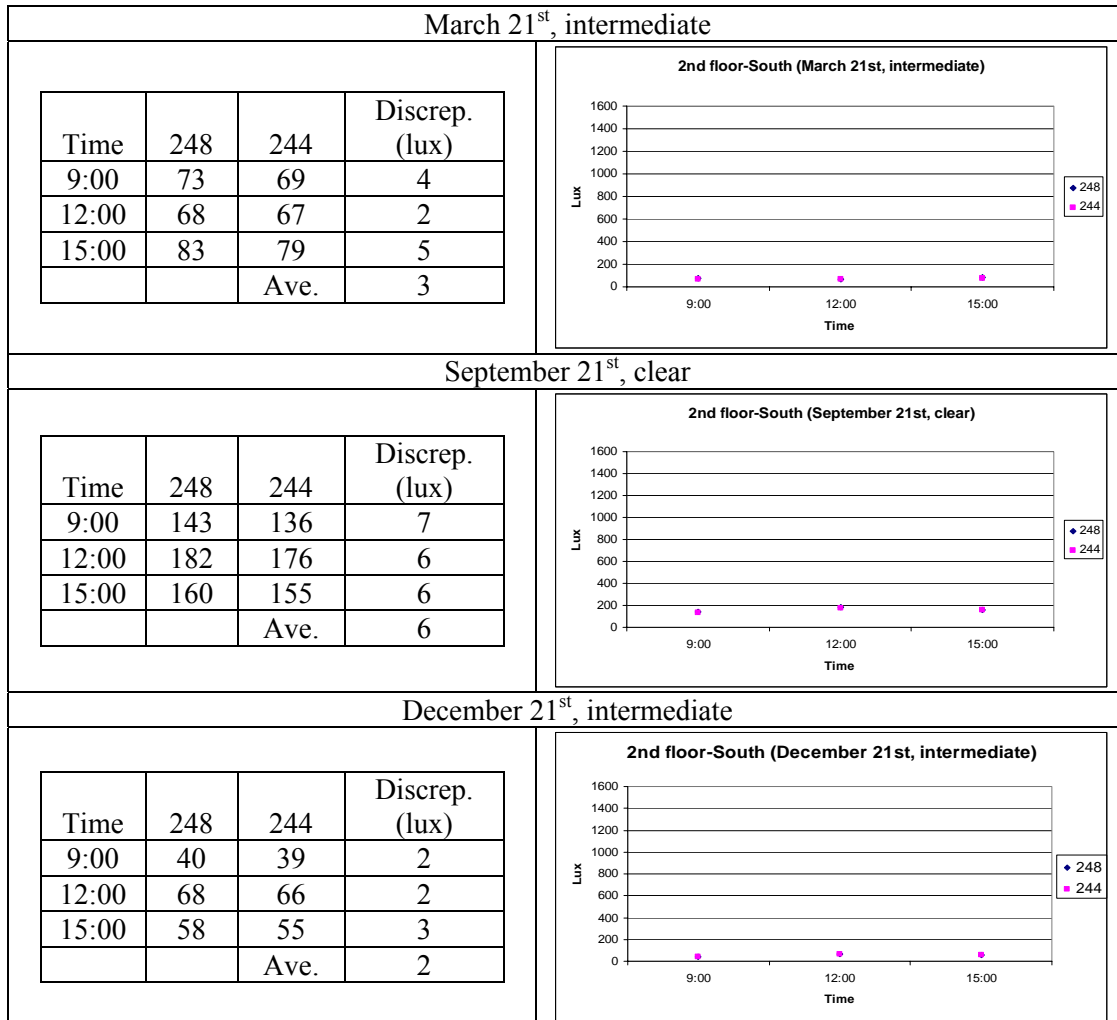 March 21st, intermediate
Discrep.
Time 248 244 (lux)
9:00 73 69 4
12:00 68 67 2
15:00 83 79 5
Ave. 3
2nd floor-South (March 21st, intermediate)
1600
1400
1200
1000
800
600
400
200
0
Lux
9:00 12:00 15:00
Time
248
244
September 21st, clear
Discrep.
Time 248 244 (lux)
9:00 143 136 7
12:00 182 176 6
15:00 160 155 6
Ave. 6
2nd floor-South (September 21st, clear)
1600
1400
1200
1000
800
600
400
200
0
Lux
9:00 12:00 15:00
Time
248
244
December 21st, intermediate
Discrep.
Time 248 244 (lux)
9:00 40 39 2
12:00 68 66 2
15:00 58 55 3
Ave. 2
2nd floor-South (December 21st, intermediate)
1600
1400
1200
1000
800
600
400
200
0
Lux
9:00 12:00 15:00
Time
248
244